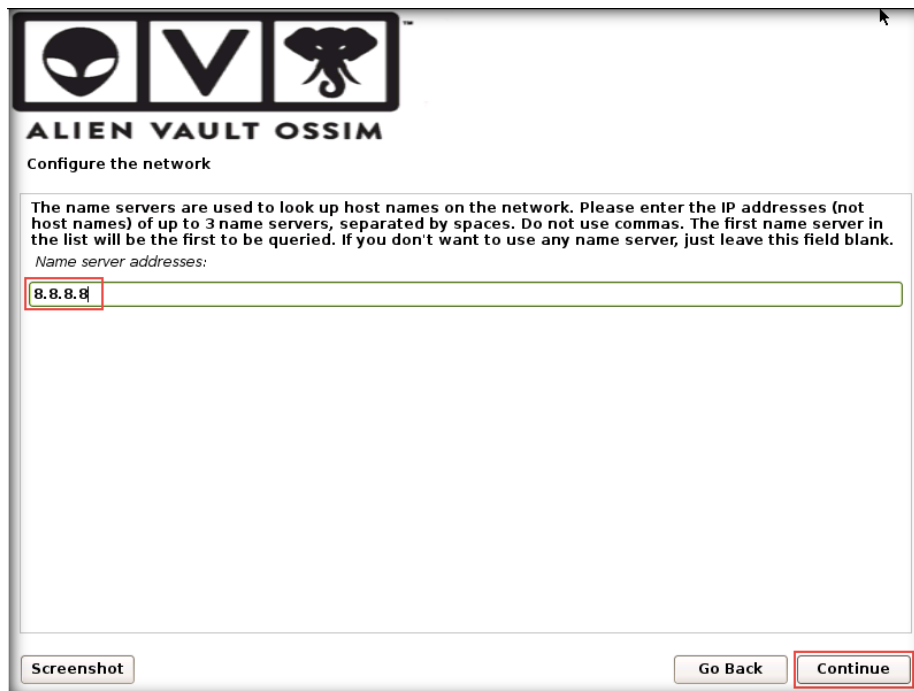 ™
ALIEN VAULT OSSIM
Configure the network
The name servers are used to look up host names on the network. Please enter the IP addresses (not
host names) of up to 3 name servers, separated by spaces. Do not use commas. The first name server in
the list will be the first to be queried. If you don't want to use any name server, just leave this field blank.
Name server addresses:
8.8.8.8
Screenshot
Go Back
Continue